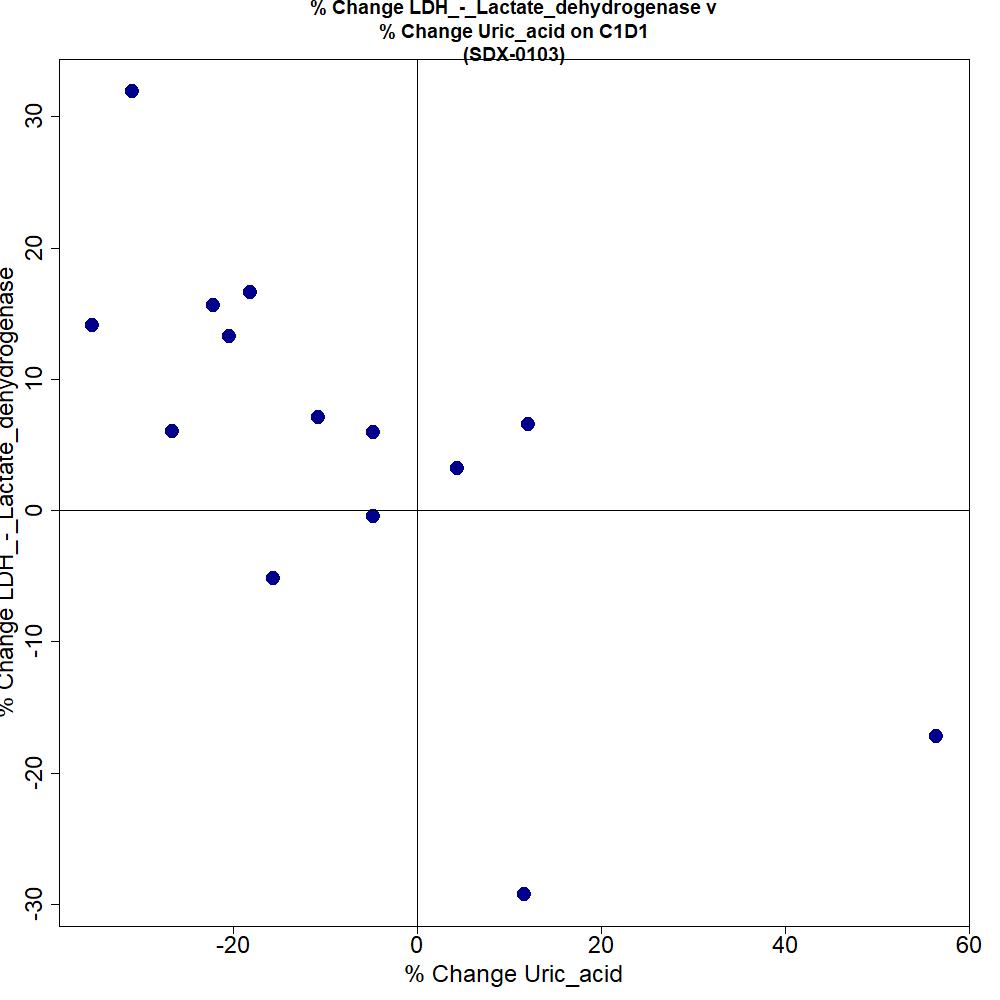 % Change LDH_-_Lactate_dehydrogenase v
% Change Uric_acid on C1D1
(SDX-0103)
% Change LDH_-_Lactate_dehydrogenase
30
20
10
0
-10
-20
-30
-20 0 20 40 60
% Change Uric_acid